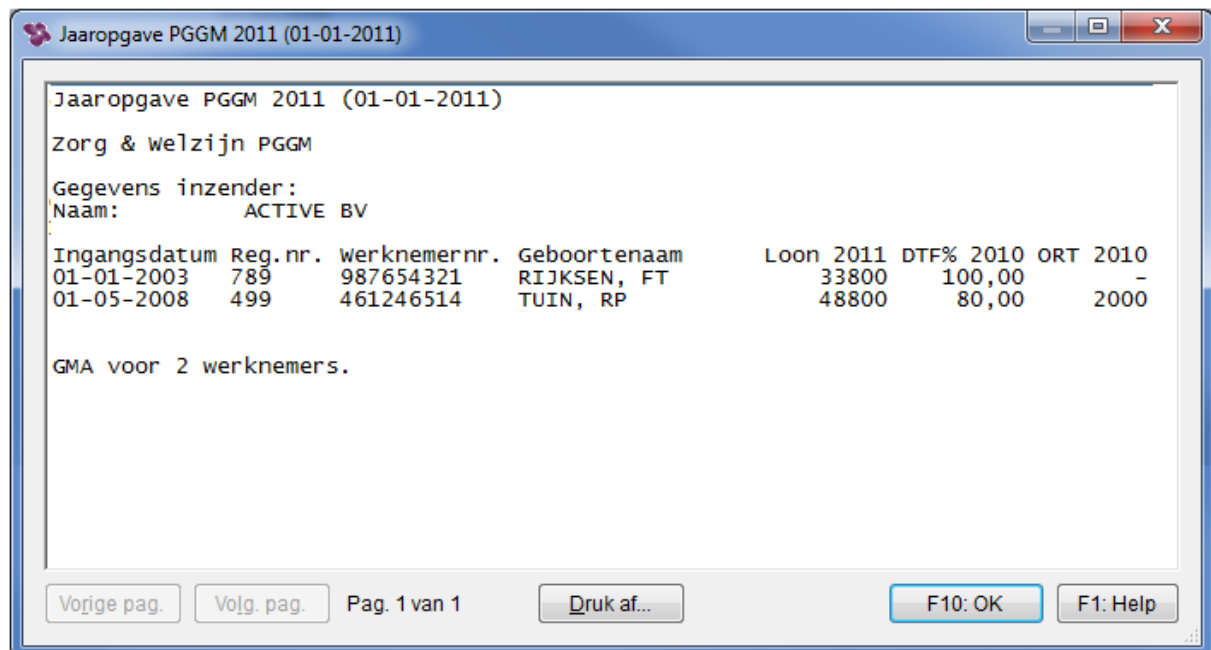 Jaaropgave PGGM 2011 (01-01-2011)
Jaaropgave PGGM 2011 (01-01-2011)
Zorg & Welzijn PGGM
Gegevens inzender:
Naam: ACTIVE BV
Ingangsdatum Reg.nr. Werknemernr. Geboortenaam Loon 2011 DTF% 2010 ORT 2010
01-01-2003 789 987654321 RIJKSEN, FT 33800 100,00 -
01-05-2008 499 461246514 TUIN, RP 48800 80,00 2000
GMA voor 2 werknemers.
Vorige pag. Volg. pag. Pag. 1 van 1 Druk af... F10: OK F1: Help